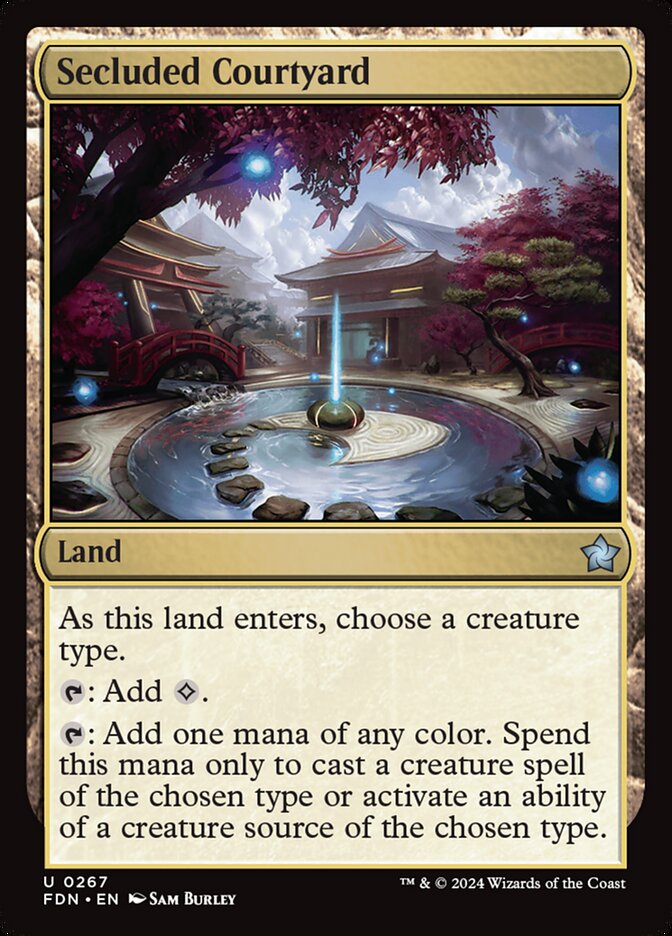 Secluded Courtyard
Land
As this land enters, choose a creature
type.
: Add .
: Add one mana of any color. Spend
this mana only to cast a creature spell
of the chosen type or activate an ability
of a creature source of the chosen type.
U 0267
FDN • EN Sam Burley
™ & © 2024 Wizards of the Coast